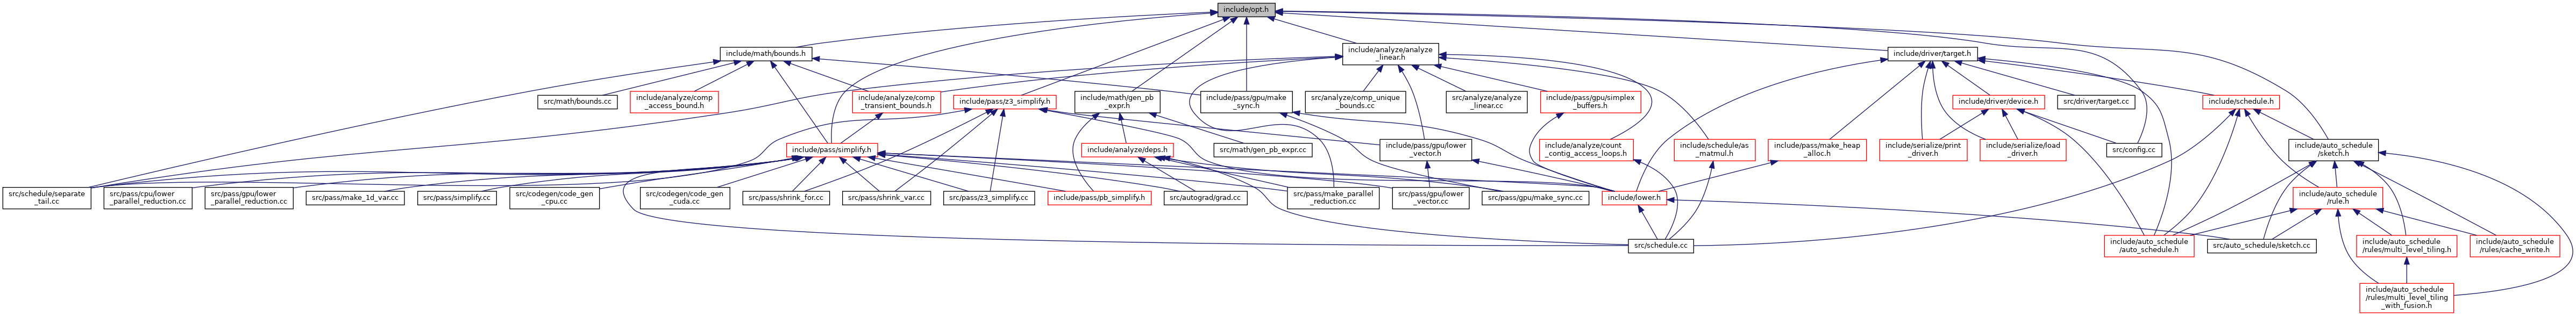 include/opt.h
include/math/bounds.h
include/analyze/analyze
_linear.h
include/driver/target.h
src/math/bounds.cc
include/analyze/comp
_access_bound.h
include/analyze/comp
_transient_bounds.h
include/pass/z3_simplify.h
include/math/gen_pb
_expr.h
include/pass/gpu/make
_sync.h
src/analyze/comp_unique
_bounds.cc
src/analyze/analyze
_linear.cc
include/pass/gpu/simplex
_buffers.h
include/driver/device.h
src/driver/target.cc
include/schedule.h
include/pass/simplify.h
include/analyze/deps.h
src/math/gen_pb_expr.cc
include/pass/gpu/lower
_vector.h
include/analyze/count
_contig_access_loops.h
include/schedule/as
_matmul.h
include/pass/make_heap
_alloc.h
include/serialize/print
_driver.h
include/serialize/load
_driver.h
src/config.cc
include/auto_schedule
/sketch.h
src/schedule/separate
_tail.cc
src/pass/cpu/lower
_parallel_reduction.cc
src/pass/gpu/lower
_parallel_reduction.cc
src/pass/make_1d_var.cc
src/pass/simplify.cc
src/codegen/code_gen
_cpu.cc
src/codegen/code_gen
_cuda.cc
src/pass/shrink_for.cc
src/pass/shrink_var.cc
src/pass/z3_simplify.cc
include/pass/pb_simplify.h
src/autograd/grad.cc
src/pass/make_parallel
_reduction.cc
src/pass/gpu/lower
_vector.cc
src/pass/gpu/make_sync.cc
include/lower.h
include/auto_schedule
/rule.h
src/schedule.cc
include/auto_schedule
/auto_schedule.h
src/auto_schedule/sketch.cc
include/auto_schedule
/rules/multi_level_tiling.h
include/auto_schedule
/rules/cache_write.h
include/auto_schedule
/rules/multi_level_tiling
_with_fusion.h